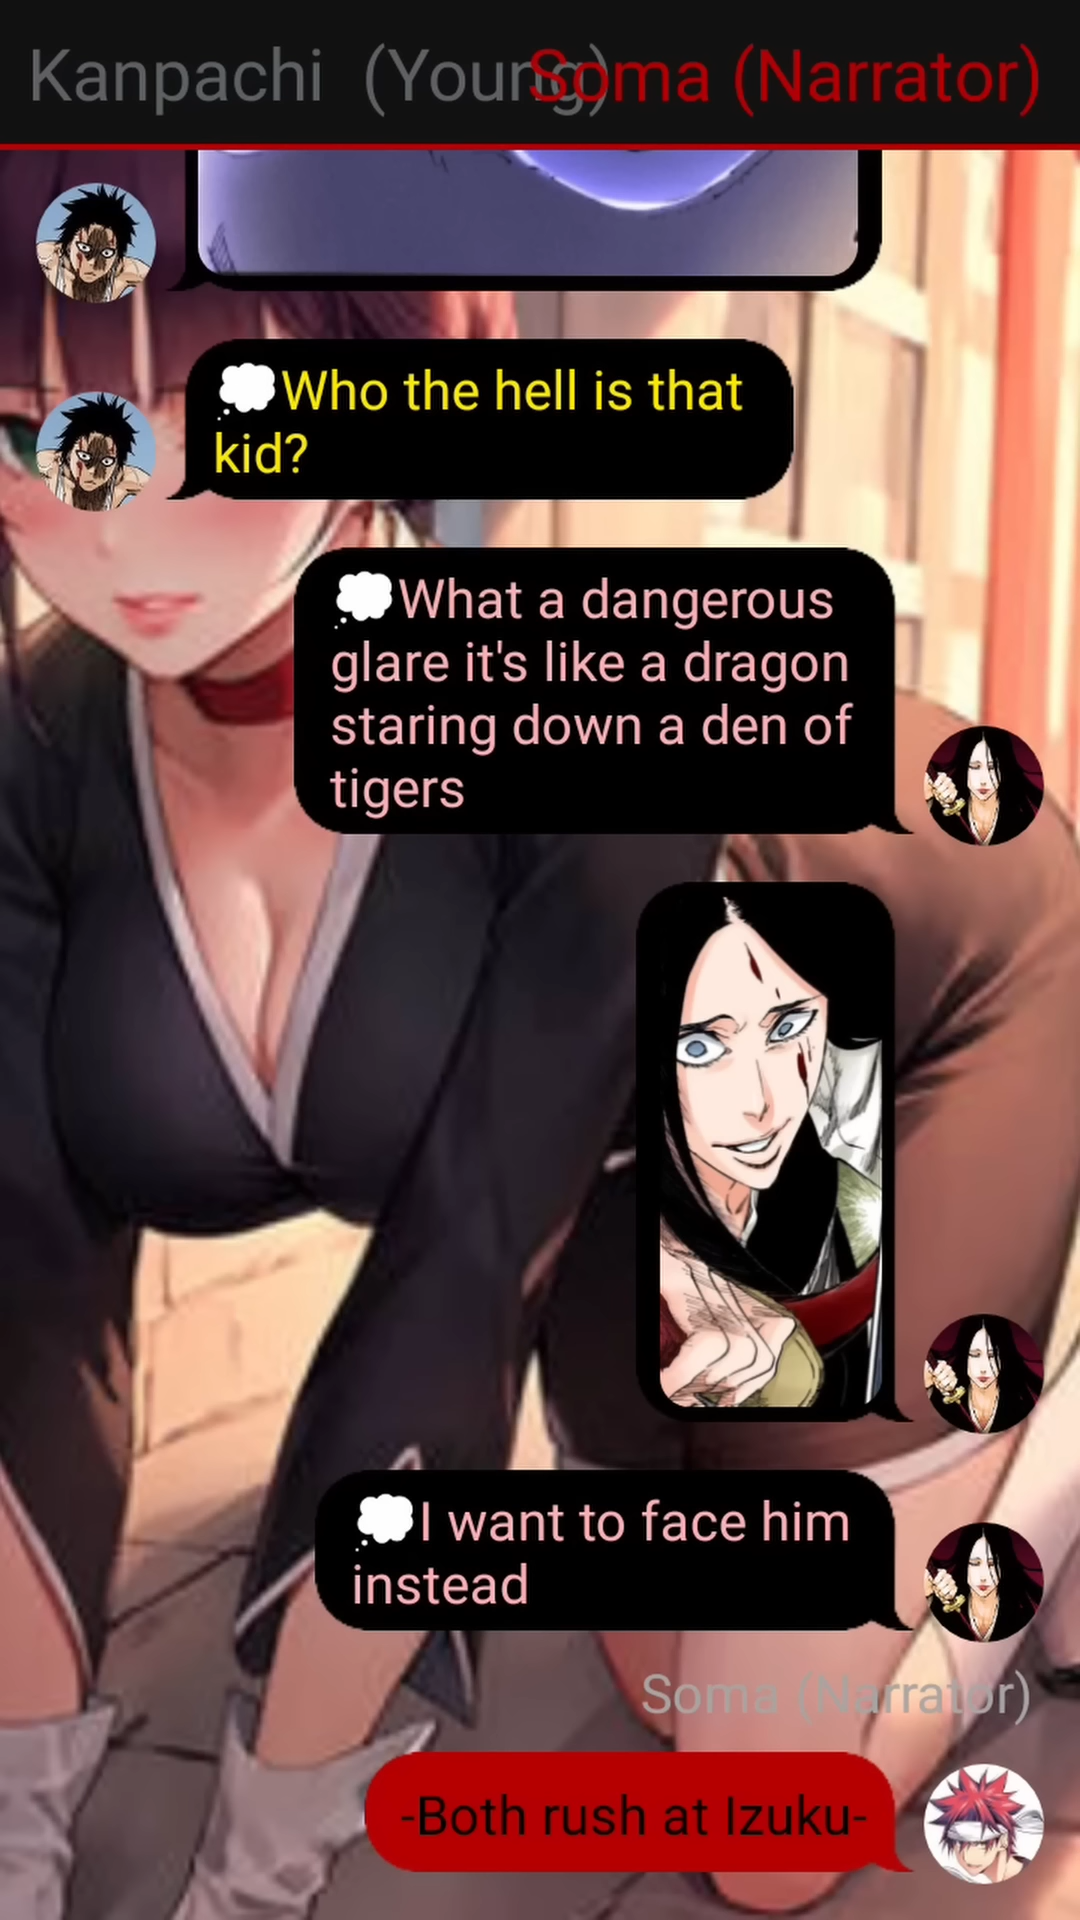 Kanpachi (Young)
Soma (Narrator)
Who the hell is that
kid?
What a dangerous
glare it's like a dragon
staring down a den of
tigers
I want to face him
instead
Soma (Narrator)
-Both rush at Izuku-